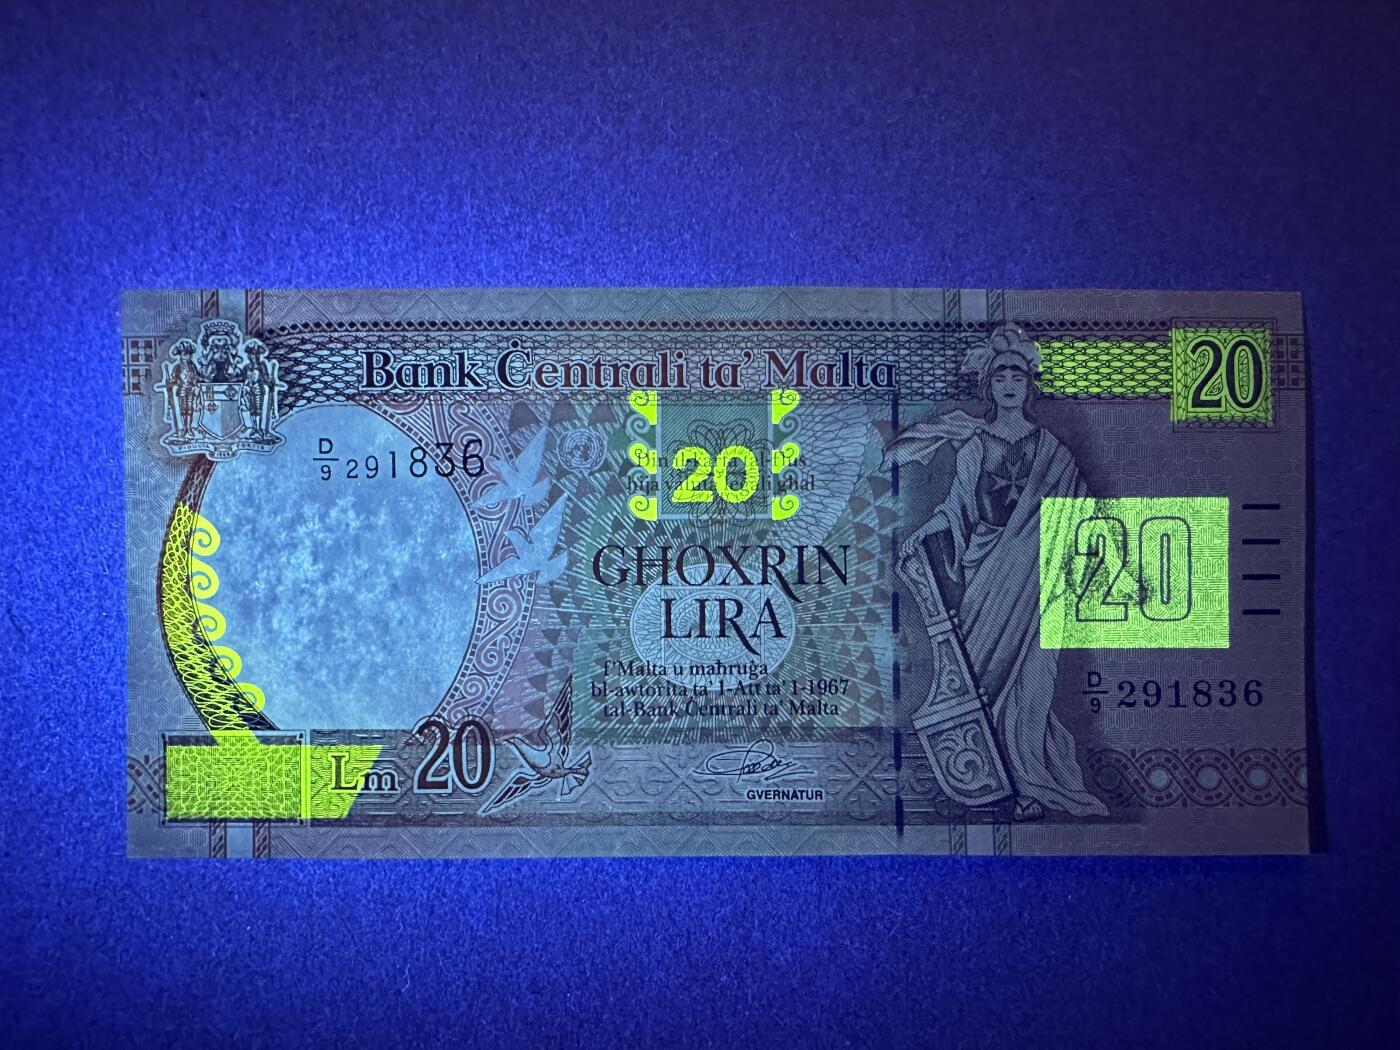 Bank Ċentrali ta' Malta
20
D/9 291836
20
GĦOXRIN
LIRA
20
f'Malta u maħruġa
bl-awtorita ta' l-Att ta' l-1967
tal-Bank Ċentrali ta' Malta
D/9 291836
Lm 20
GVERNATUR